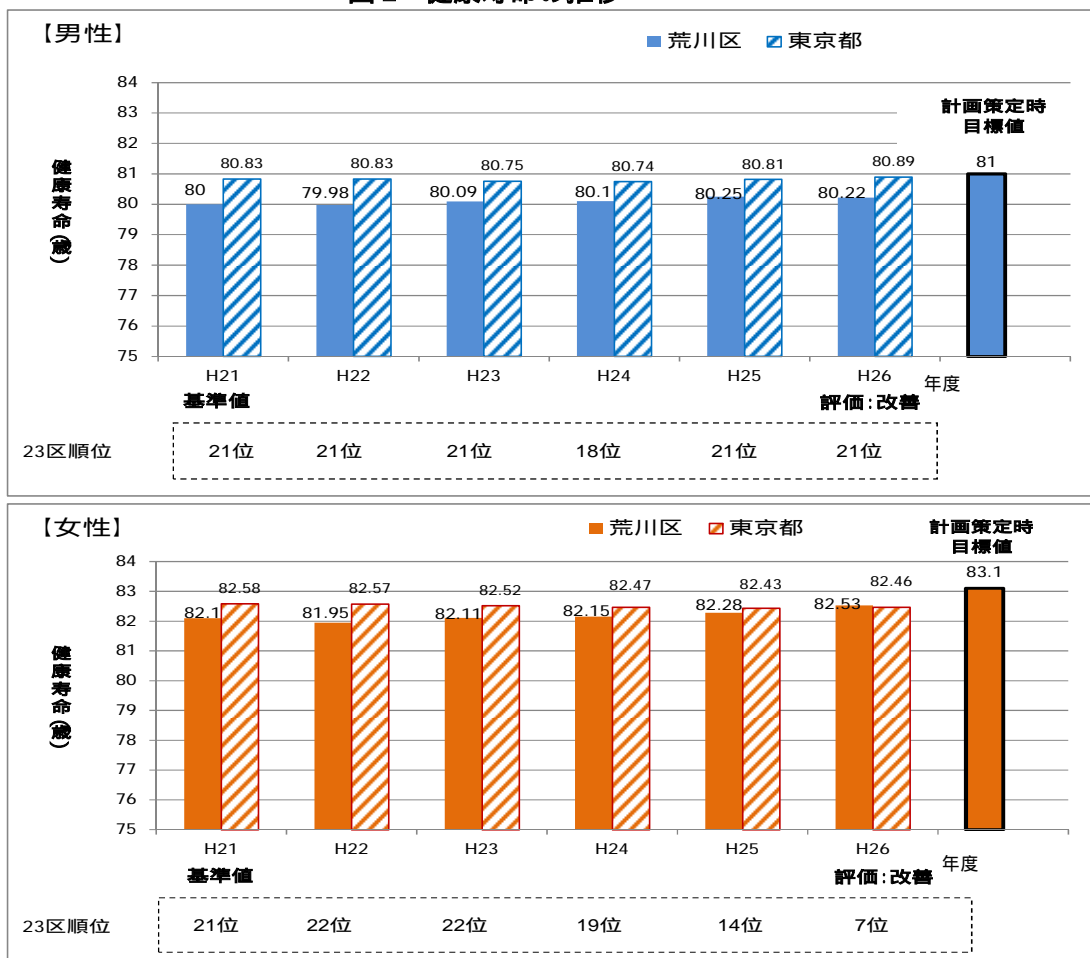 【男性】
荒川区 東京都
計画策定時
目標値
健康寿命(歳)
84
83
82
81
80
79
78
77
76
75
80 80.83 79.98 80.83 80.09 80.75 80.1 80.74 80.25 80.81 80.22 80.89 81
H21 H22 H23 H24 H25 H26 年度
基準値 評価:改善
23区順位 21位 21位 21位 18位 21位 21位
【女性】
荒川区 東京都
計画策定時
目標値
健康寿命(歳)
84
83
82
81
80
79
78
77
76
75
82.1 82.58 81.95 82.57 82.11 82.52 82.15 82.47 82.28 82.43 82.53 82.46 83.1
H21 H22 H23 H24 H25 H26 年度
基準値 評価:改善
23区順位 21位 22位 22位 19位 14位 7位